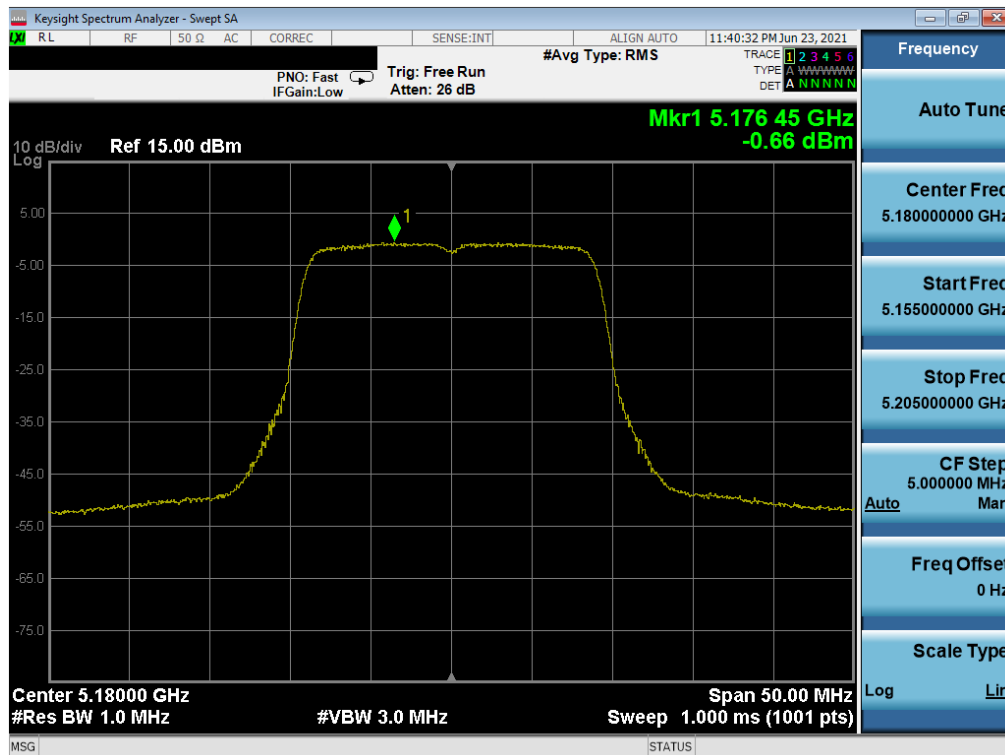 Keysight Spectrum Analyzer - Swept SA
LXI RL RF 50 Ω AC CORREC SENSE:INT ALIGN AUTO 11:40:32 PM Jun 23, 2021
#Avg Type: RMS
TRACE 1 2 3 4 5 6
TYPE A WWWWW
DET A N N N N N
PNO: Fast
IFGain:Low
Trig: Free Run
Atten: 26 dB
Mkr1 5.176 45 GHz
-0.66 dBm
10 dB/div
Log
Ref 15.00 dBm
1
5.00
-5.00
-15.0
-25.0
-35.0
-45.0
-55.0
-65.0
-75.0
Center 5.18000 GHz
Span 50.00 MHz
#Res BW 1.0 MHz
#VBW 3.0 MHz
Sweep 1.000 ms (1001 pts)
MSG
STATUS
Frequency
Auto Tune
Center Freq
5.180000000 GHz
Start Freq
5.155000000 GHz
Stop Freq
5.205000000 GHz
CF Step
5.000000 MHz
Auto Man
Freq Offset
0 Hz
Scale Type
Log Lin